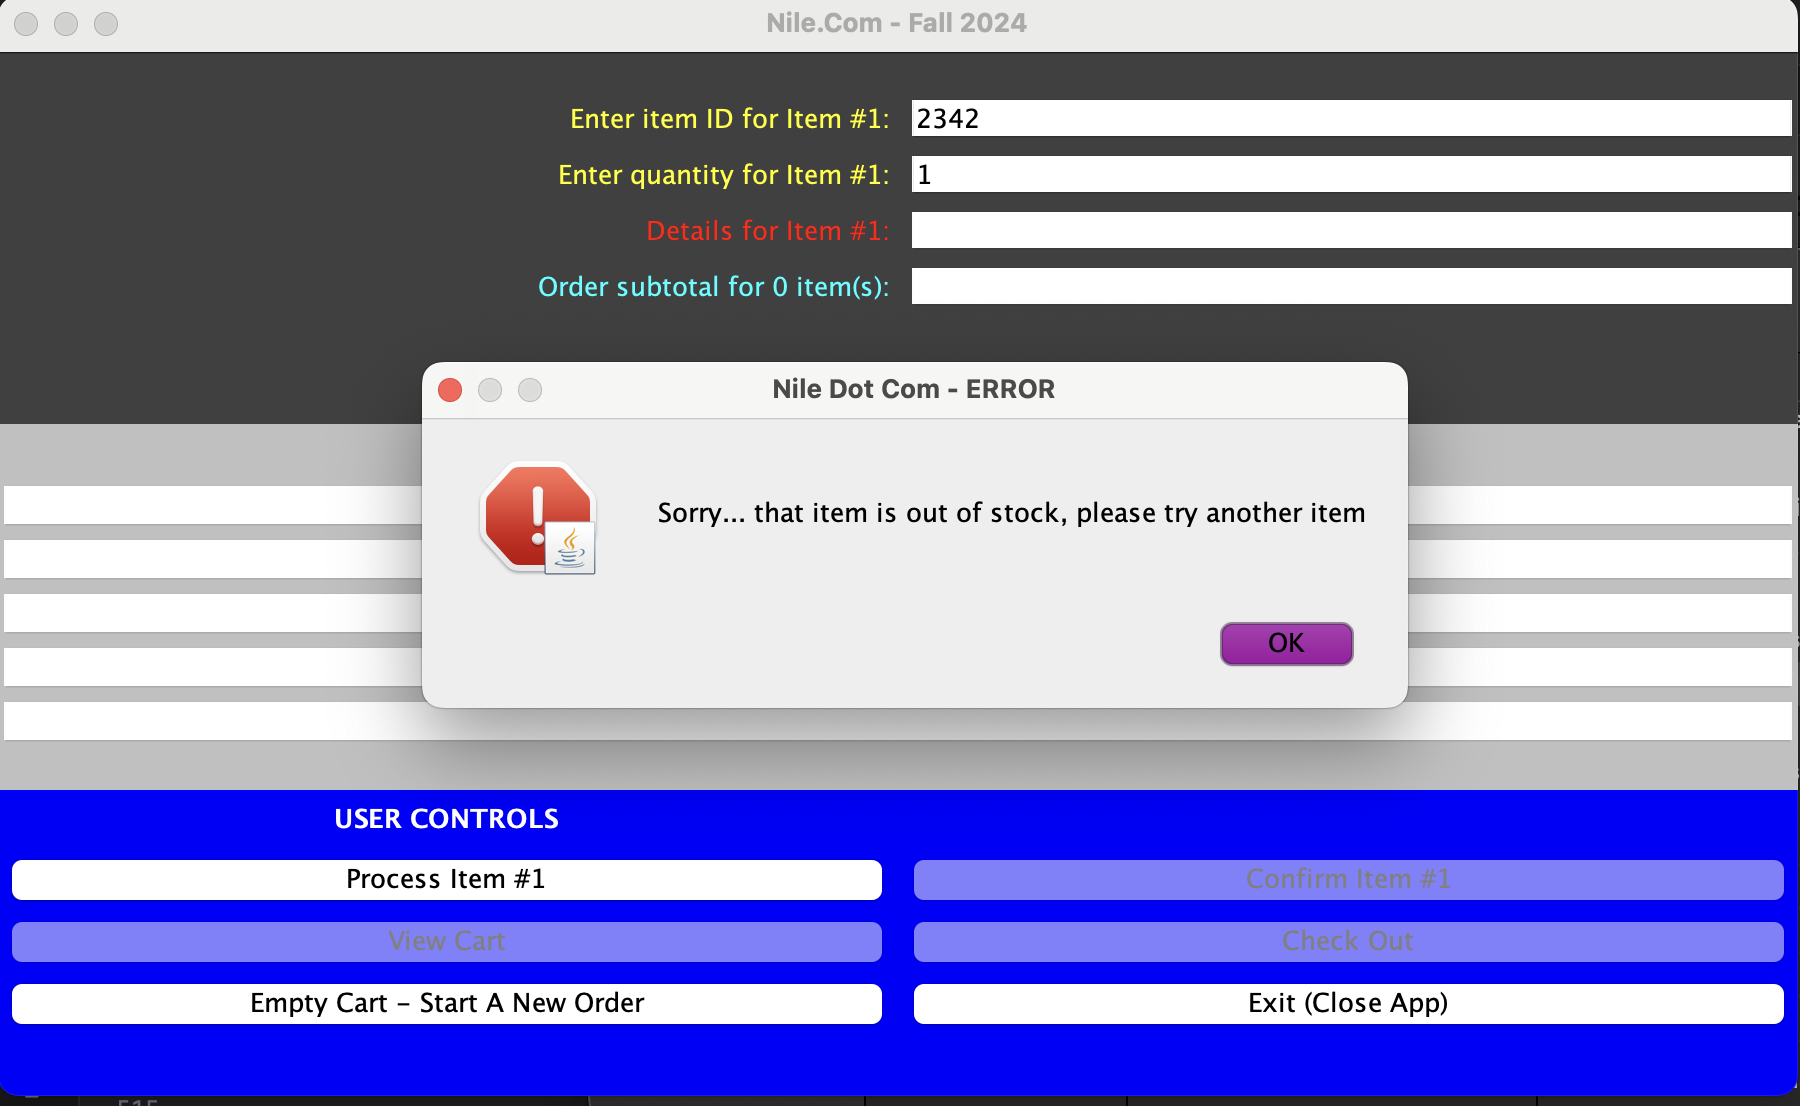 Nile.Com - Fall 2024
Enter item ID for Item #1: 2342
Enter quantity for Item #1: 1
Details for Item #1:
Order subtotal for 0 item(s):
Nile Dot Com - ERROR
Sorry... that item is out of stock, please try another item
OK
USER CONTROLS
Process Item #1
Confirm Item #1
View Cart
Check Out
Empty Cart – Start A New Order
Exit (Close App)